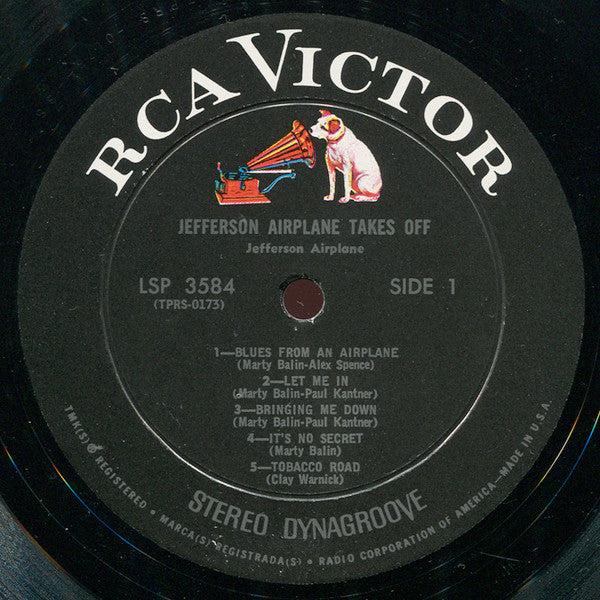 RCA VICTOR
JEFFERSON AIRPLANE TAKES OFF
Jefferson Airplane
LSP 3584
SIDE 1
(TPRS-0173)
1—BLUES FROM AN AIRPLANE
(Marty Balin-Alex Spence)
2—LET ME IN
(Marty Balin-Paul Kantner)
3—BRINGING ME DOWN
(Marty Balin-Paul Kantner)
4—IT'S NO SECRET
(Marty Balin)
5—TOBACCO ROAD
(Clay Warnick)
STEREO DYNAGROOVE
TMK(S) ® REGISTERED • MARCA(S) REGISTRADA(S) • RADIO CORPORATION OF AMERICA—MADE IN U.S.A.